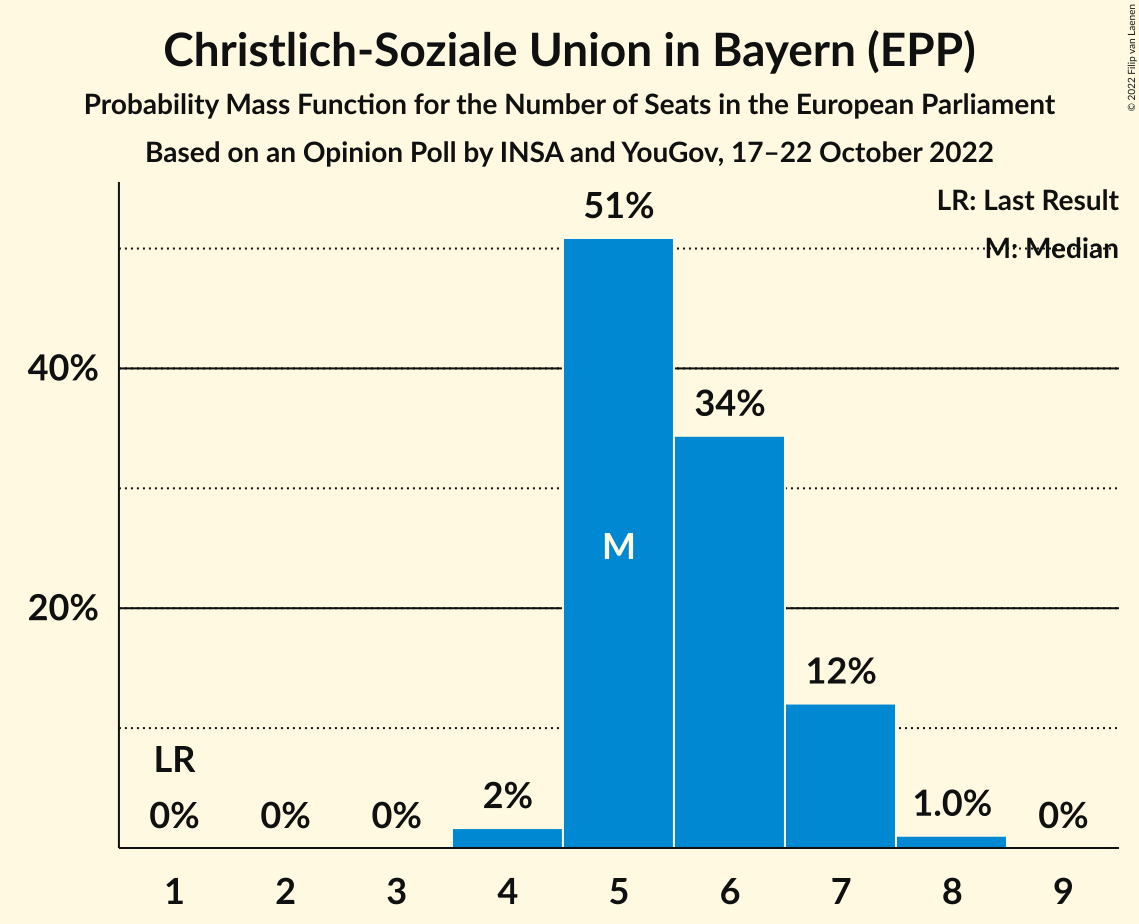 Christlich-Soziale Union in Bayern (EPP)
Probability Mass Function for the Number of Seats in the European Parliament
Based on an Opinion Poll by INSA and YouGov, 17–22 October 2022
© 2022 Filip van Laenen
LR: Last Result
M: Median
51%
40%
34%
M
20%
12%
LR
0%
0%
0%
2%
1.0%
0%
1 2 3 4 5 6 7 8 9